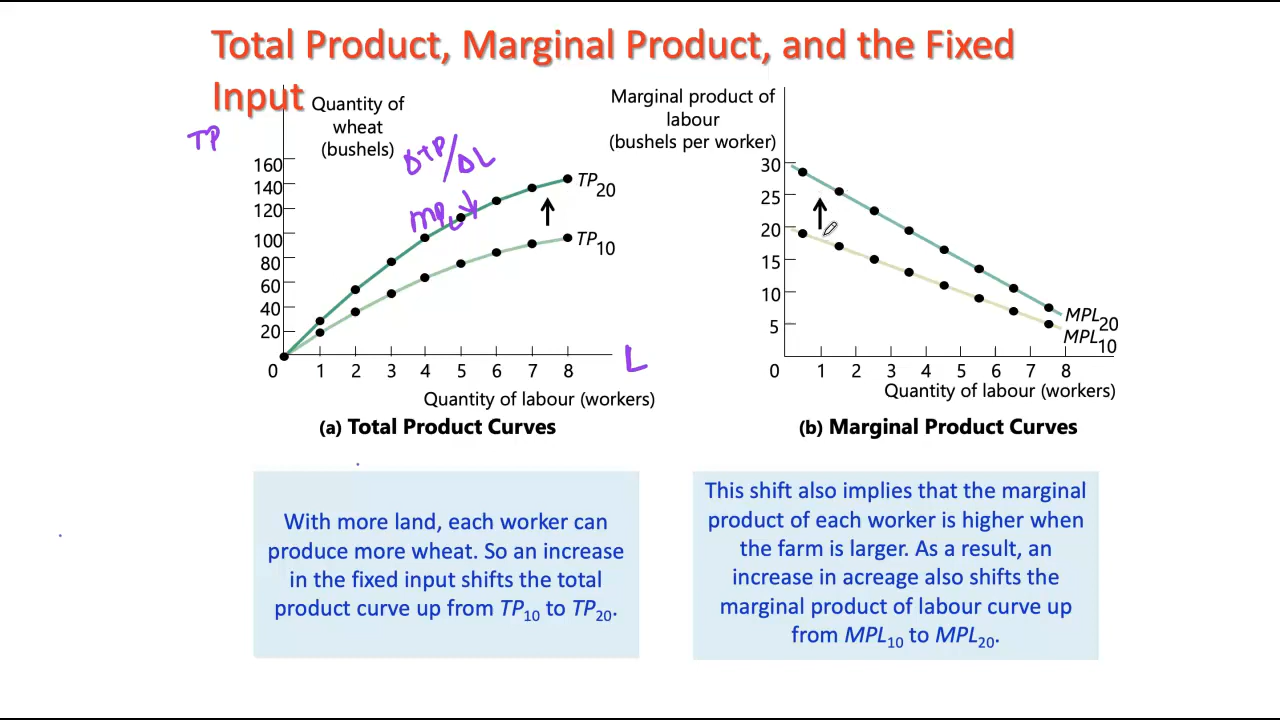 Total Product, Marginal Product, and the Fixed
Input
Quantity of
wheat
(bushels)
TP
ΔTP/ΔL
MPL ↓
160
140
120
100
80
60
40
20
0
1 2 3 4 5 6 7 8
TP20
TP10
L
Quantity of labour (workers)
(a) Total Product Curves
Marginal product of
labour
(bushels per worker)
30
25
20
15
10
5
0
1 2 3 4 5 6 7 8
MPL20
MPL10
Quantity of labour (workers)
(b) Marginal Product Curves
With more land, each worker can
produce more wheat. So an increase
in the fixed input shifts the total
product curve up from TP10 to TP20.
This shift also implies that the marginal
product of each worker is higher when
the farm is larger. As a result, an
increase in acreage also shifts the
marginal product of labour curve up
from MPL10 to MPL20.